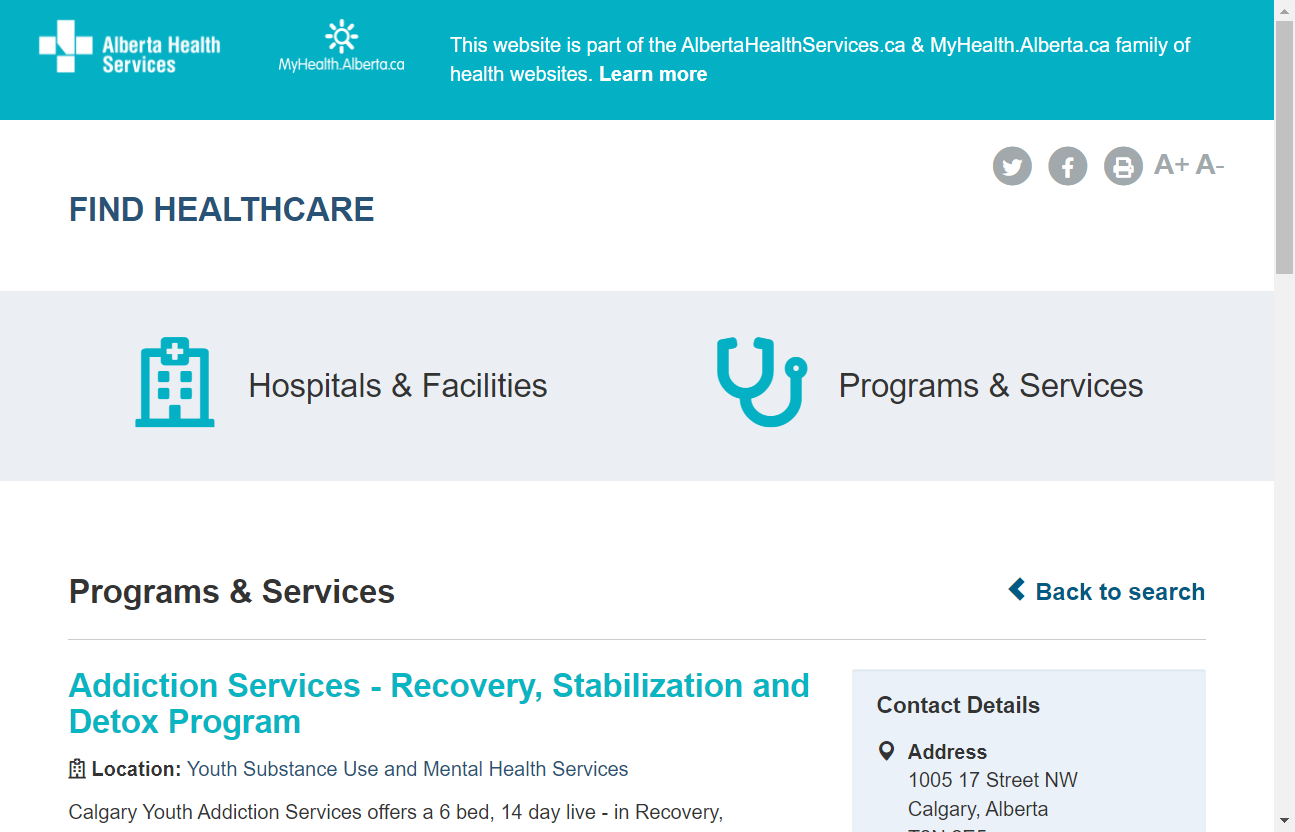 Alberta Health
Services
MyHealth.Alberta.ca
This website is part of the AlbertaHealthServices.ca & MyHealth.Alberta.ca family of
health websites. Learn more
A+ A-
FIND HEALTHCARE
Hospitals & Facilities
Programs & Services
Programs & Services
Back to search
Addiction Services - Recovery, Stabilization and
Detox Program
Location: Youth Substance Use and Mental Health Services
Calgary Youth Addiction Services offers a 6 bed, 14 day live - in Recovery,
Contact Details
Address
1005 17 Street NW
Calgary, Alberta